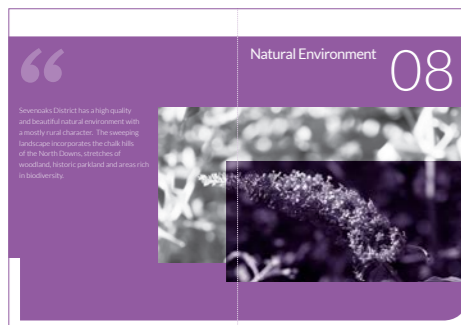 “
Natural Environment
08
Sevenoaks District has a high quality
and beautiful natural environment with
a mostly rural character. The sweeping
landscape incorporates the chalk hills
of the North Downs, stretches of
woodland, historic parkland and areas rich
in biodiversity.